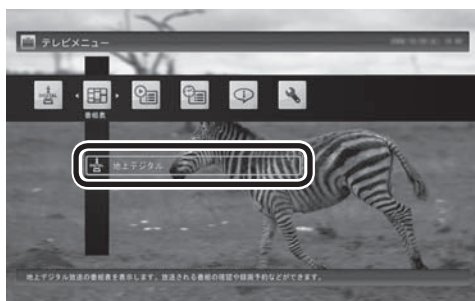 テレビメニュー
番組表
地上デジタル
地上デジタル放送の番組表を表示します。放送される番組の確認や録画予約などができます。